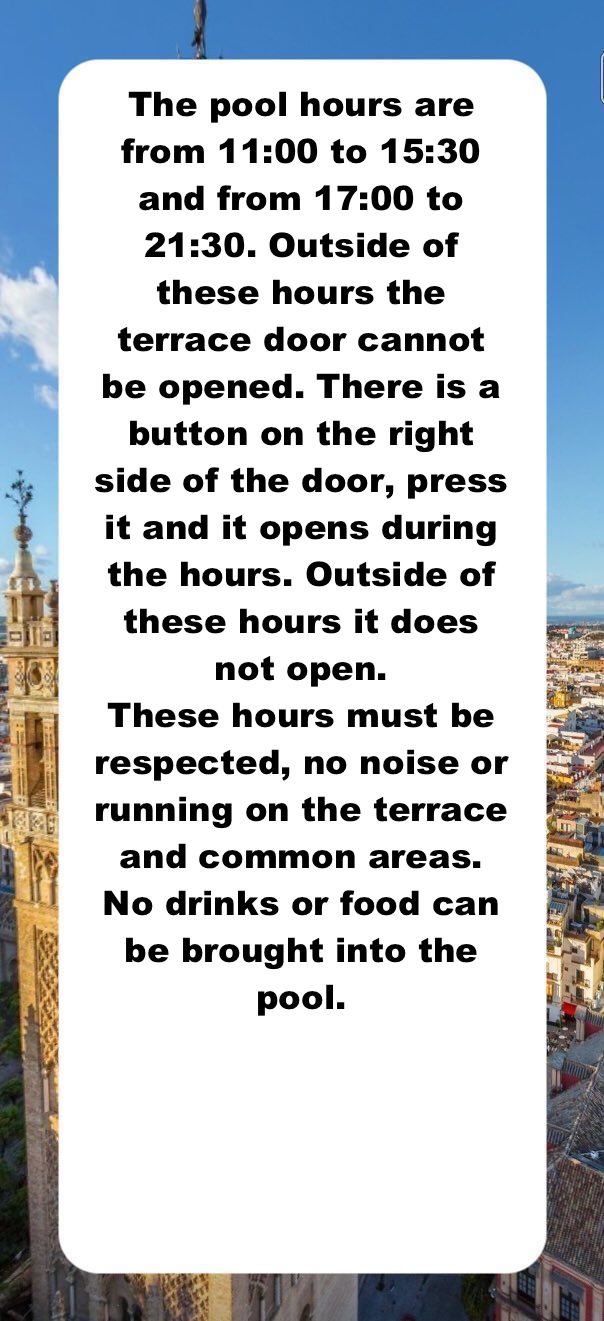 The pool hours are
from 11:00 to 15:30
and from 17:00 to
21:30. Outside of
these hours the
terrace door cannot
be opened. There is a
button on the right
side of the door, press
it and it opens during
the hours. Outside of
these hours it does
not open.
These hours must be
respected, no noise or
running on the terrace
and common areas.
No drinks or food can
be brought into the
pool.